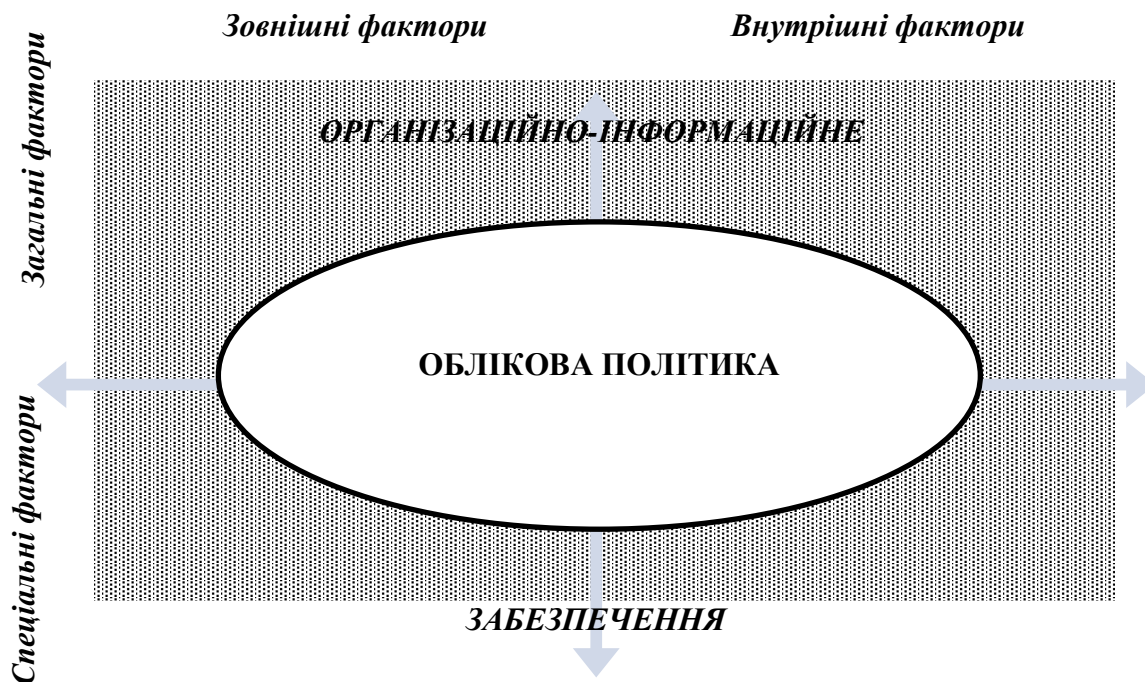 Зовнішні фактори
Внутрішні фактори
Загальні фактори
ОРГАНІЗАЦІЙНО-ІНФОРМАЦІЙНЕ
ОБЛІКОВА ПОЛІТИКА
Спеціальні фактори
ЗАБЕЗПЕЧЕННЯ